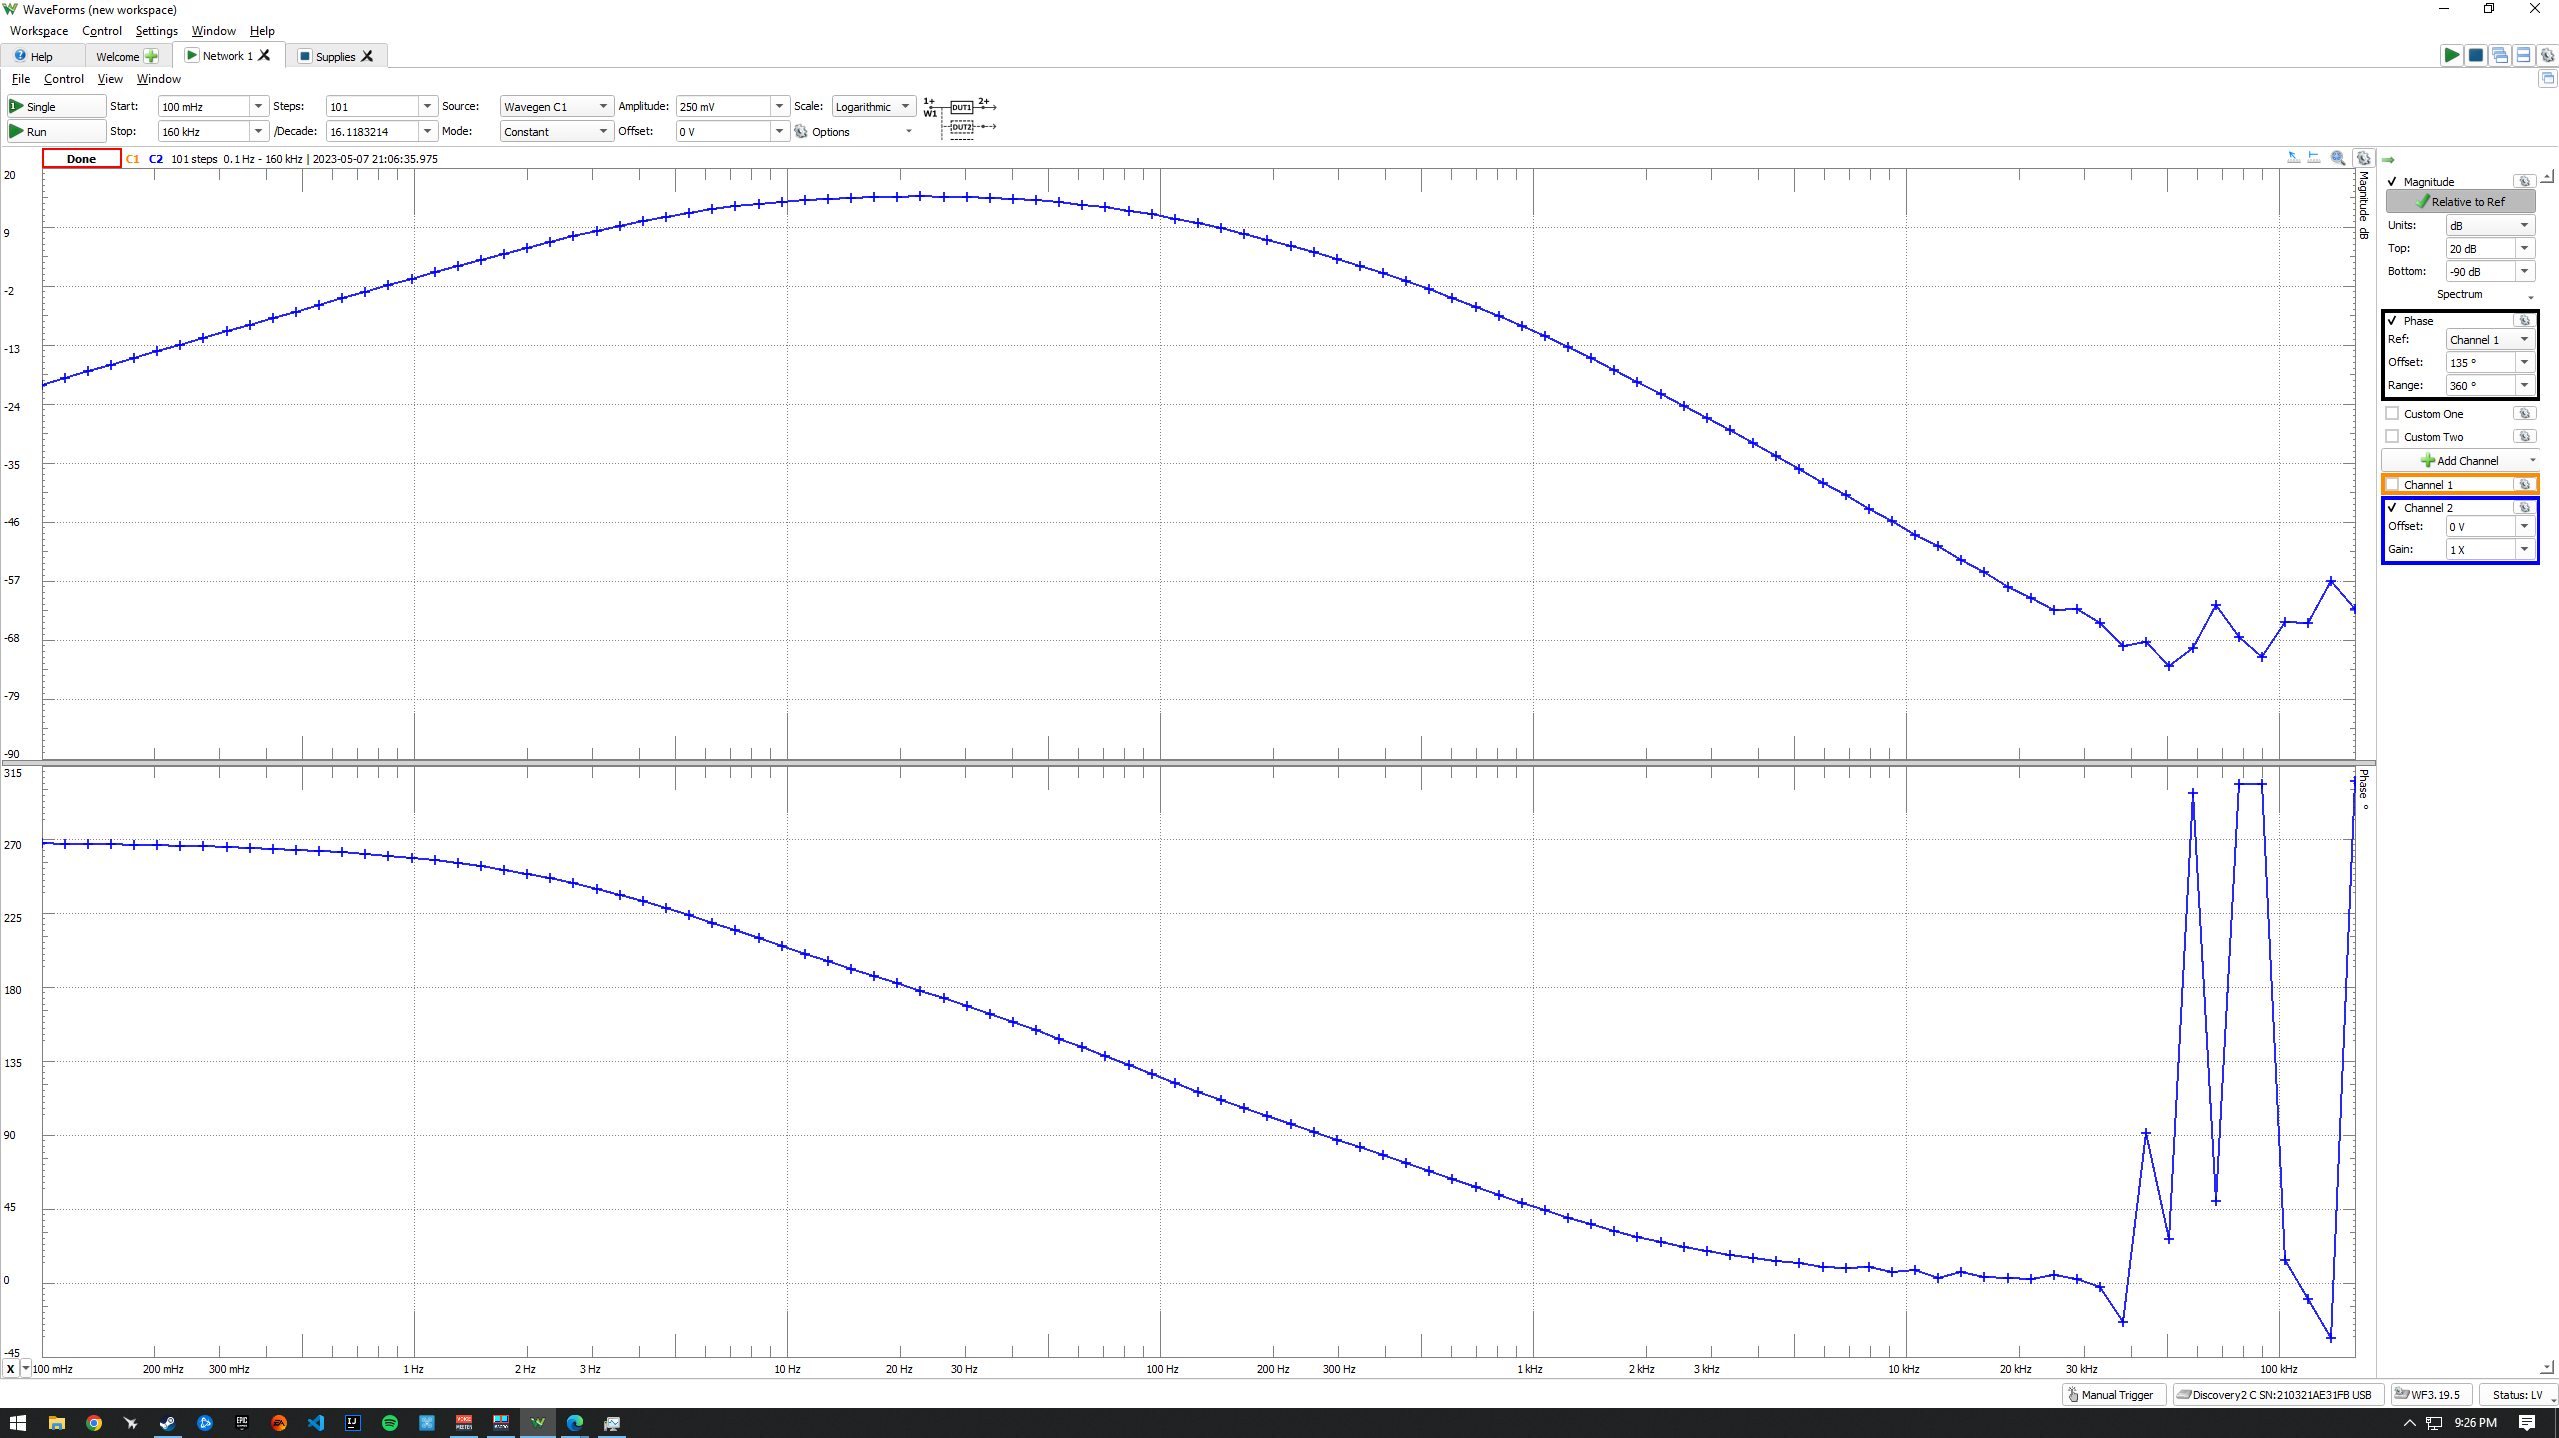 WaveForms (new workspace)
Workspace Control Settings Window Help
Help Welcome Network 1 Supplies
File Control View Window
Single Start: 100 mHz Steps: 101 Source: Wavegen C1 Amplitude: 250 mV Scale: Logarithmic
Run Stop: 160 kHz /Decade: 16.1183214 Mode: Constant Offset: 0 V Options
1+ W1 DUT1 2+ DUT2
Done C1 C2 101 steps 0.1 Hz - 160 kHz | 2023-05-07 21:06:35.975
20
9
-2
-13
-24
-35
-46
-57
-68
-79
-90
Magnitude dB
315
270
225
180
135
90
45
0
-45
Phase °
X 100 mHz 200 mHz 300 mHz 1 Hz 2 Hz 3 Hz 10 Hz 20 Hz 30 Hz 100 Hz 200 Hz 300 Hz 1 kHz 2 kHz 3 kHz 10 kHz 20 kHz 30 kHz 100 kHz
Magnitude
Relative to Ref
Units: dB
Top: 20 dB
Bottom: -90 dB
Spectrum
Phase
Ref: Channel 1
Offset: 135 °
Range: 360 °
Custom One
Custom Two
Add Channel
Channel 1
Channel 2
Offset: 0 V
Gain: 1 X
Manual Trigger Discovery2 C SN:210321AE31FB USB WF3.19.5 Status: LV
9:26 PM